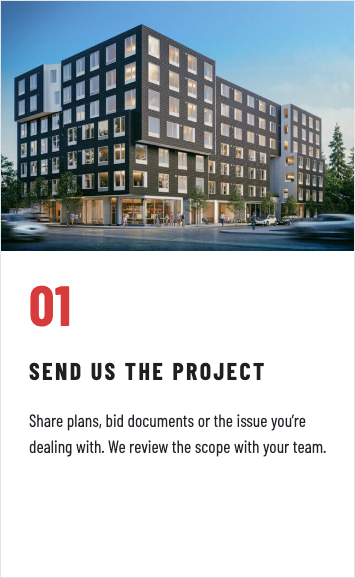 01
SEND US THE PROJECT
Share plans, bid documents or the issue you’re
dealing with. We review the scope with your team.